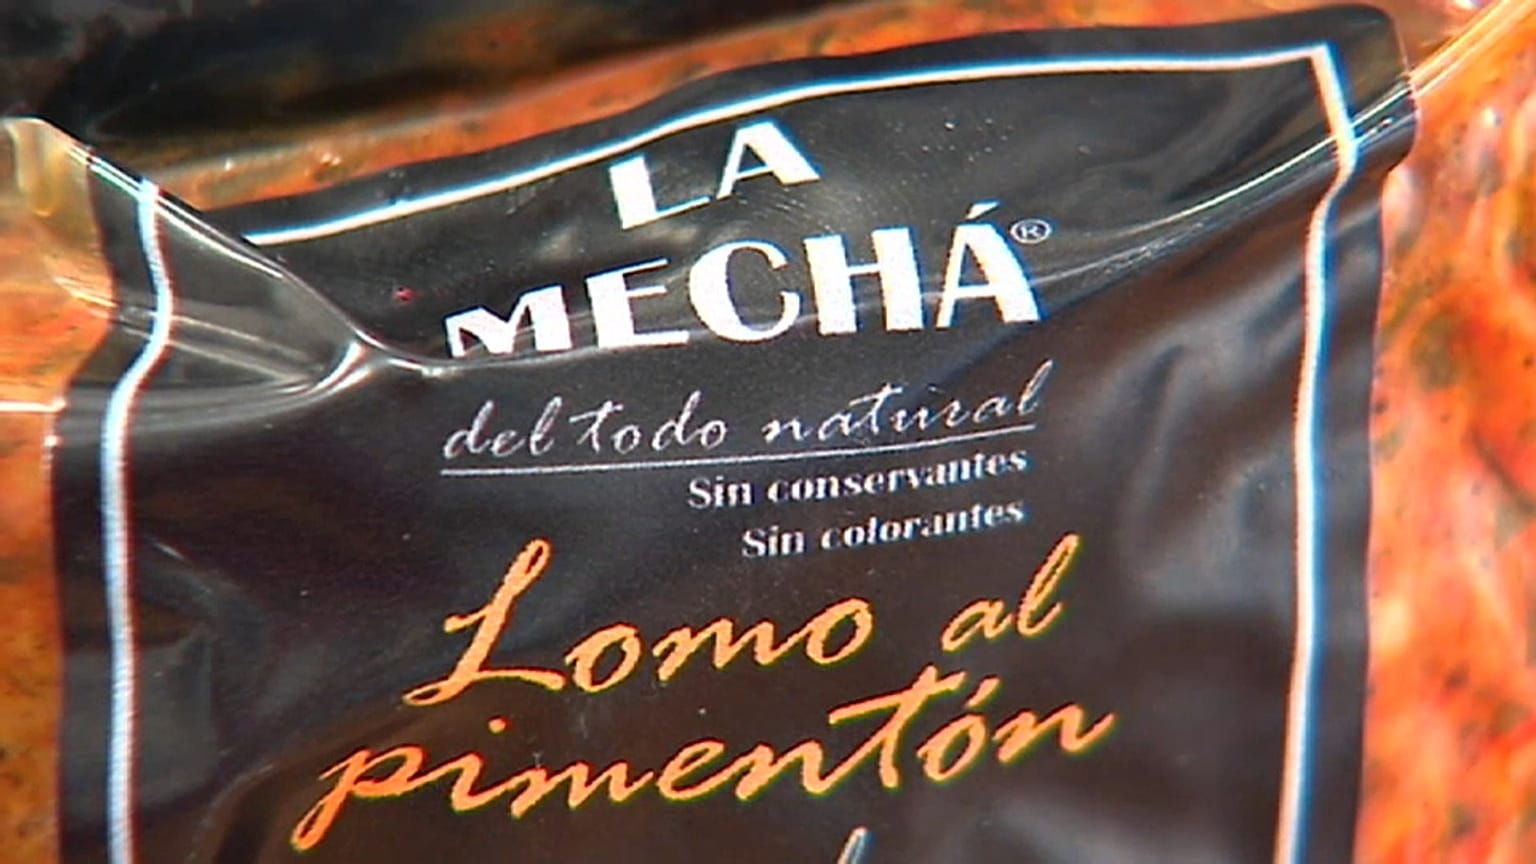 LA
MECHÁ®
del todo natural
Sin conservantes
Sin colorantes
Lomo al
pimentón